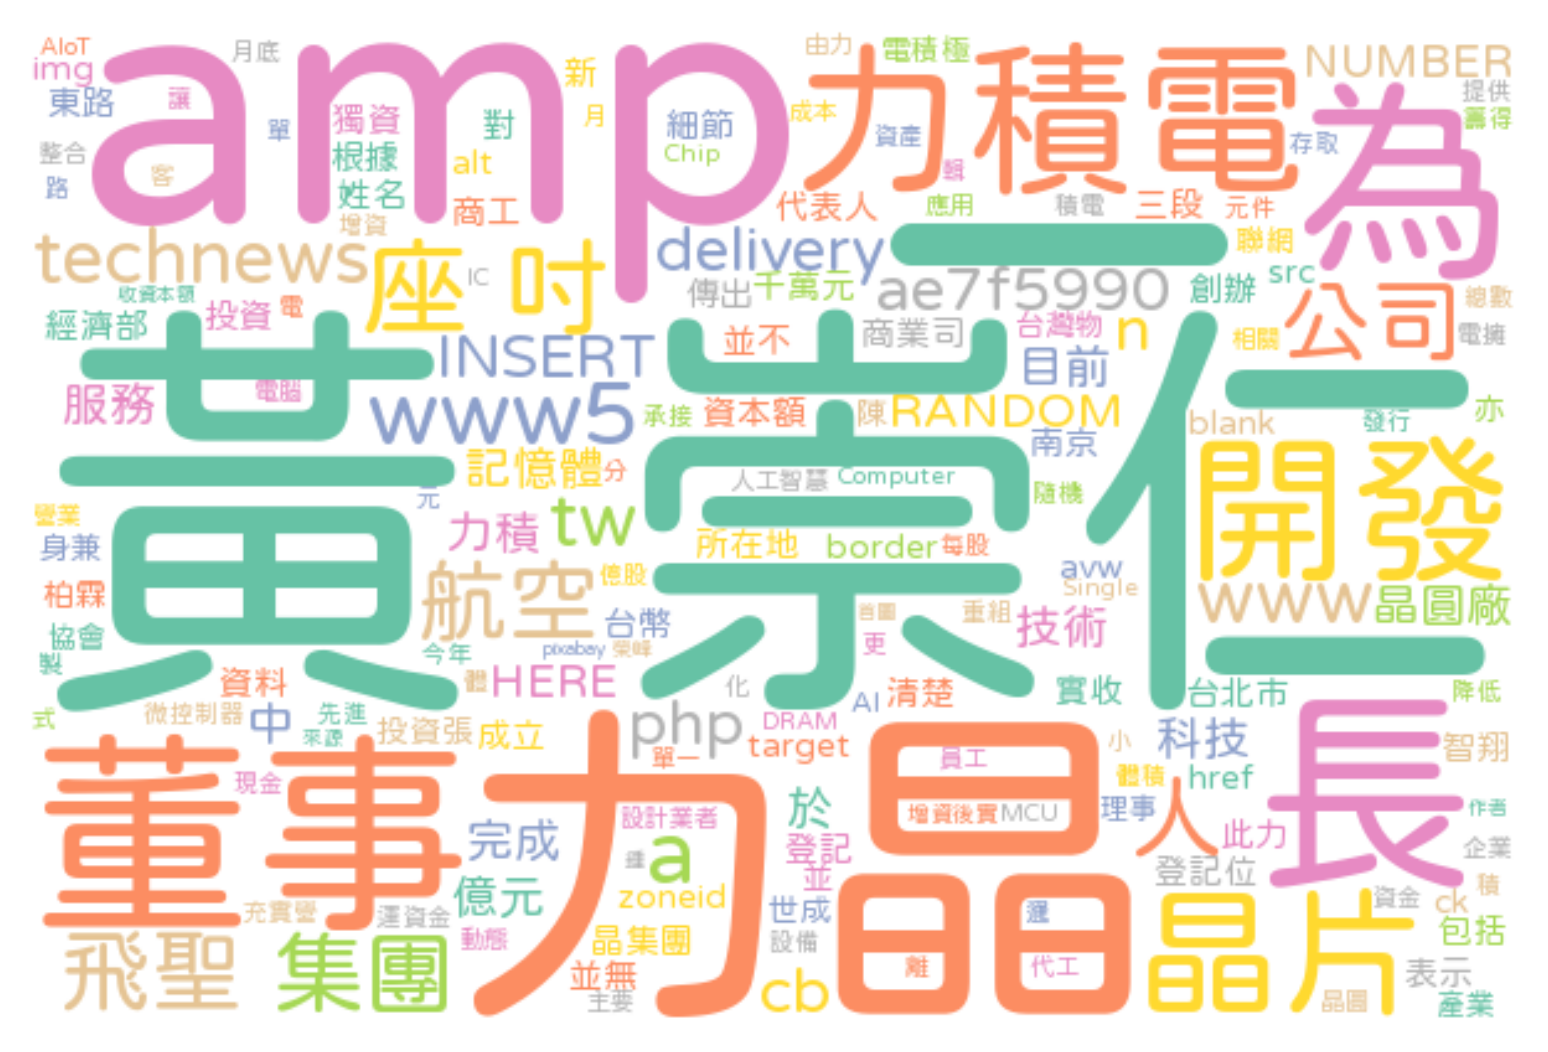 AIoT
img
月底
amp
由力
力積電
電積極
NUMBER
新
東路
讓
單
獨資
對
月
細節
成本
資產
為
提供
籌得
整合
客
根據
alt
Chip
輯
存取
路
姓名
商工
增資
代表人
應用
積電
三段
元件
technews
座
吋
delivery
一
聯網
IC
傳出
千萬元
ae7f5990
創辦
src
收資本額
投資
電
公司
總數
經濟部
INSERT
並不
商業司
台灣物
n
相關
電擁
黃崇仁
服務
電腦
www5
目前
承接
資本額
陳
RANDOM
blank
發行
亦
南京
記憶體
分
元
人工智慧
Computer
隨機
開發
營業
力積
tw
所在地
border
每股
身兼
航空
億股
avw
Single
www
晶圓廠
柏霖
台幣
首圖
重組
技術
協會
今年
pixabay
榮峰
更
製
資料
體
HERE
化
AI
清楚
實收
台北市
降低
式
微控制器
中
先進
來源
投資張
成立
php
DRAM
target
單一
小
科技
智翔
董事
現金
力晶
員工
體積
href
長
設計業者
於
增資後實
MCU
理事
人
此力
作者
完成
a
登記
登記位
企業
億元
zoneid
並
積
充實營
運資金
世成
資金
ck
飛聖
集團
動態
晶集團
設備
晶片
包括
並無
主要
cb
離
代工
表示
晶圓
產業